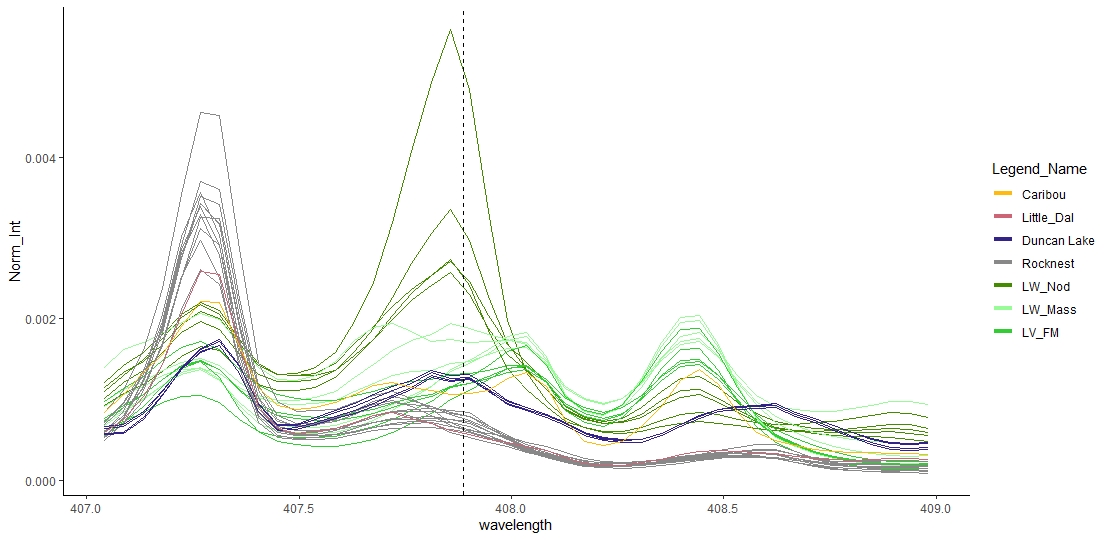 Norm_Int
0.004
0.002
0.000
407.0 407.5 408.0 408.5 409.0
wavelength
Legend_Name
Caribou
Little_Dal
Duncan Lake
Rocknest
LW_Nod
LW_Mass
LV_FM